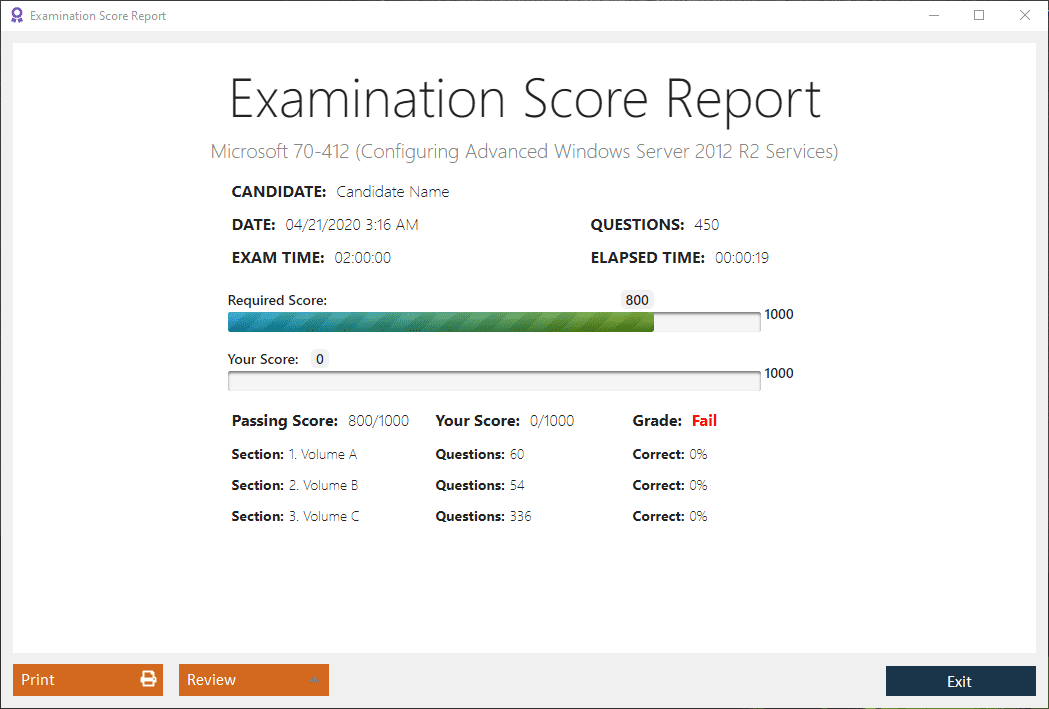 Examination Score Report
Examination Score Report
Microsoft 70-412 (Configuring Advanced Windows Server 2012 R2 Services)
CANDIDATE: Candidate Name
DATE: 04/21/2020 3:16 AM QUESTIONS: 450
EXAM TIME: 02:00:00 ELAPSED TIME: 00:00:19
Required Score: 800
1000
Your Score: 0
1000
Passing Score: 800/1000 Your Score: 0/1000 Grade: Fail
Section: 1. Volume A Questions: 60 Correct: 0%
Section: 2. Volume B Questions: 54 Correct: 0%
Section: 3. Volume C Questions: 336 Correct: 0%
Print Review Exit